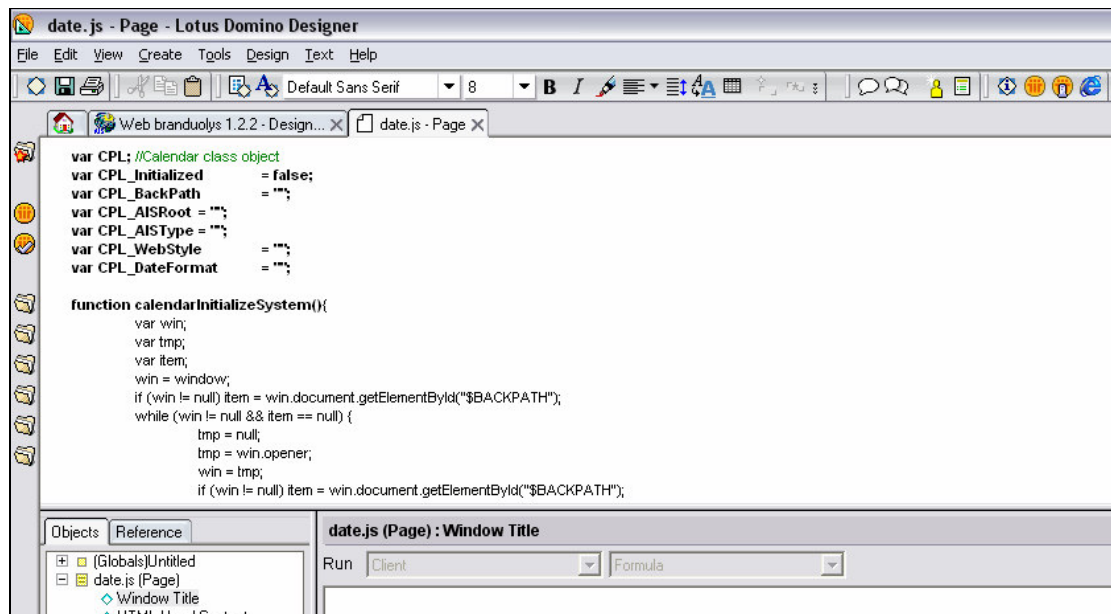 date.js - Page - Lotus Domino Designer
File Edit View Create Tools Design Text Help
Default Sans Serif 8 B I
Web branduolys 1.2.2 - Design... date.js - Page
var CPL; //Calendar class object
var CPL_Initialized = false;
var CPL_BackPath = "";
var CPL_AISRoot = "";
var CPL_AISType = "";
var CPL_WebStyle = "";
var CPL_DateFormat = "";
function calendarInitializeSystem(){
var win;
var tmp;
var item;
win = window;
if (win != null) item = win.document.getElementById("$BACKPATH");
while (win != null && item == null) {
tmp = null;
tmp = win.opener;
win = tmp;
if (win != null) item = win.document.getElementById("$BACKPATH");
Objects Reference
date.js (Page) : Window Title
(Globals)Untitled
Run Client Formula
date.js (Page)
Window Title